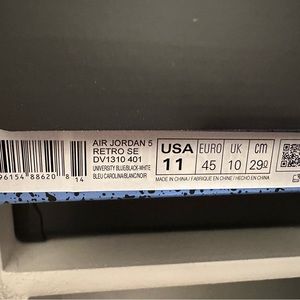 AIR JORDAN 5
RETRO SE
DV1310 401
UNIVERSITY BLUE/BLACK-WHITE
BLEU CAROLINA/BLANC/NOIR
96154 88620 8 14
USA EURO UK cm
11 45 10 29
MADE IN CHINA / FABRIQUE EN CHINE / HECHO EN CHINA